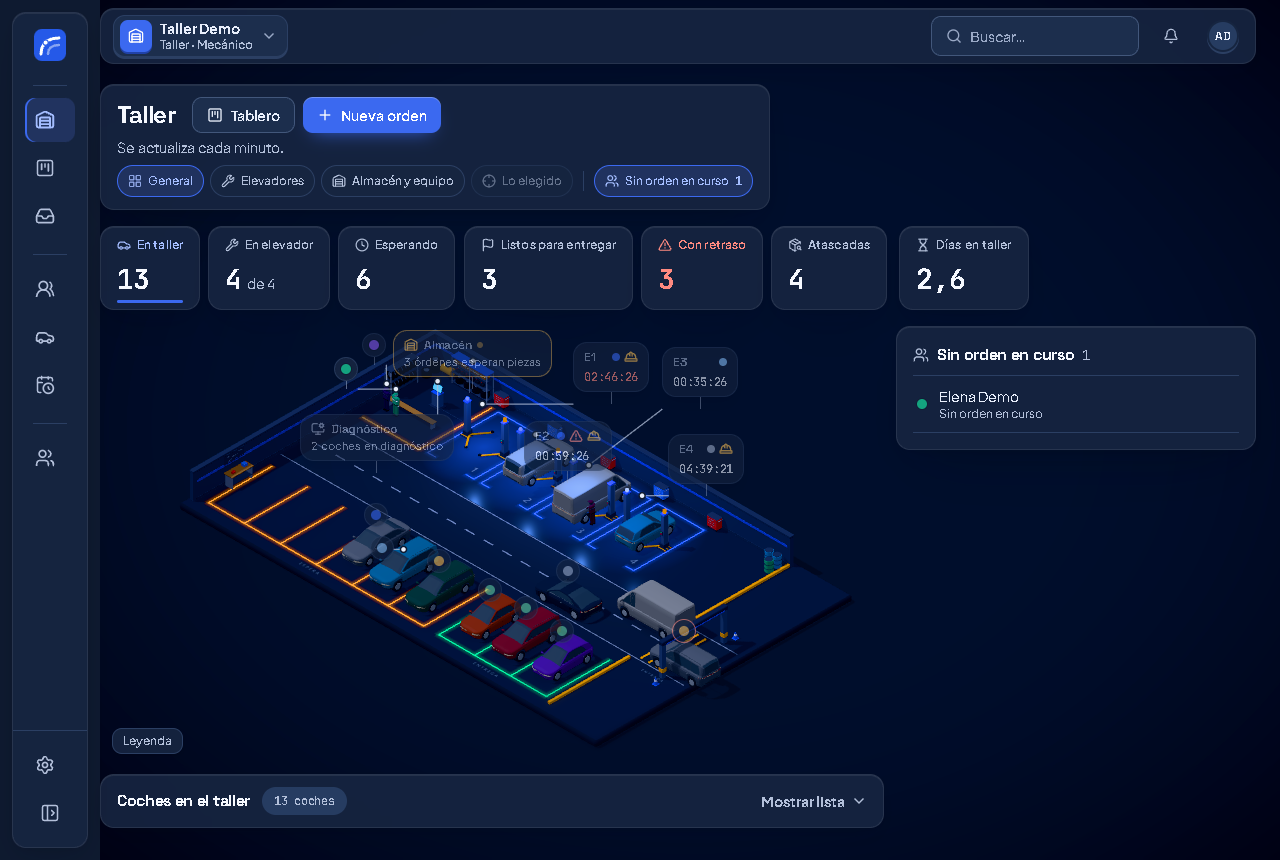 Taller Demo
Taller · Mecánico
Buscar...
AD
Taller
Tablero
Nueva orden
Se actualiza cada minuto.
General
Elevadores
Almacén y equipo
Lo elegido
Sin orden en curso 1
En taller
13
En elevador
4 de 4
Esperando
6
Listos para entregar
3
Con retraso
3
Atascadas
4
Días en taller
2,6
Almacén
3 órdenes esperan piezas
E1
02:46:26
E3
00:35:26
Diagnóstico
2 coches en diagnóstico
E2
00:59:26
E4
04:39:21
1
2
3
4
Sin orden en curso 1
Elena Demo
Sin orden en curso
Leyenda
Coches en el taller
13 coches
Mostrar lista